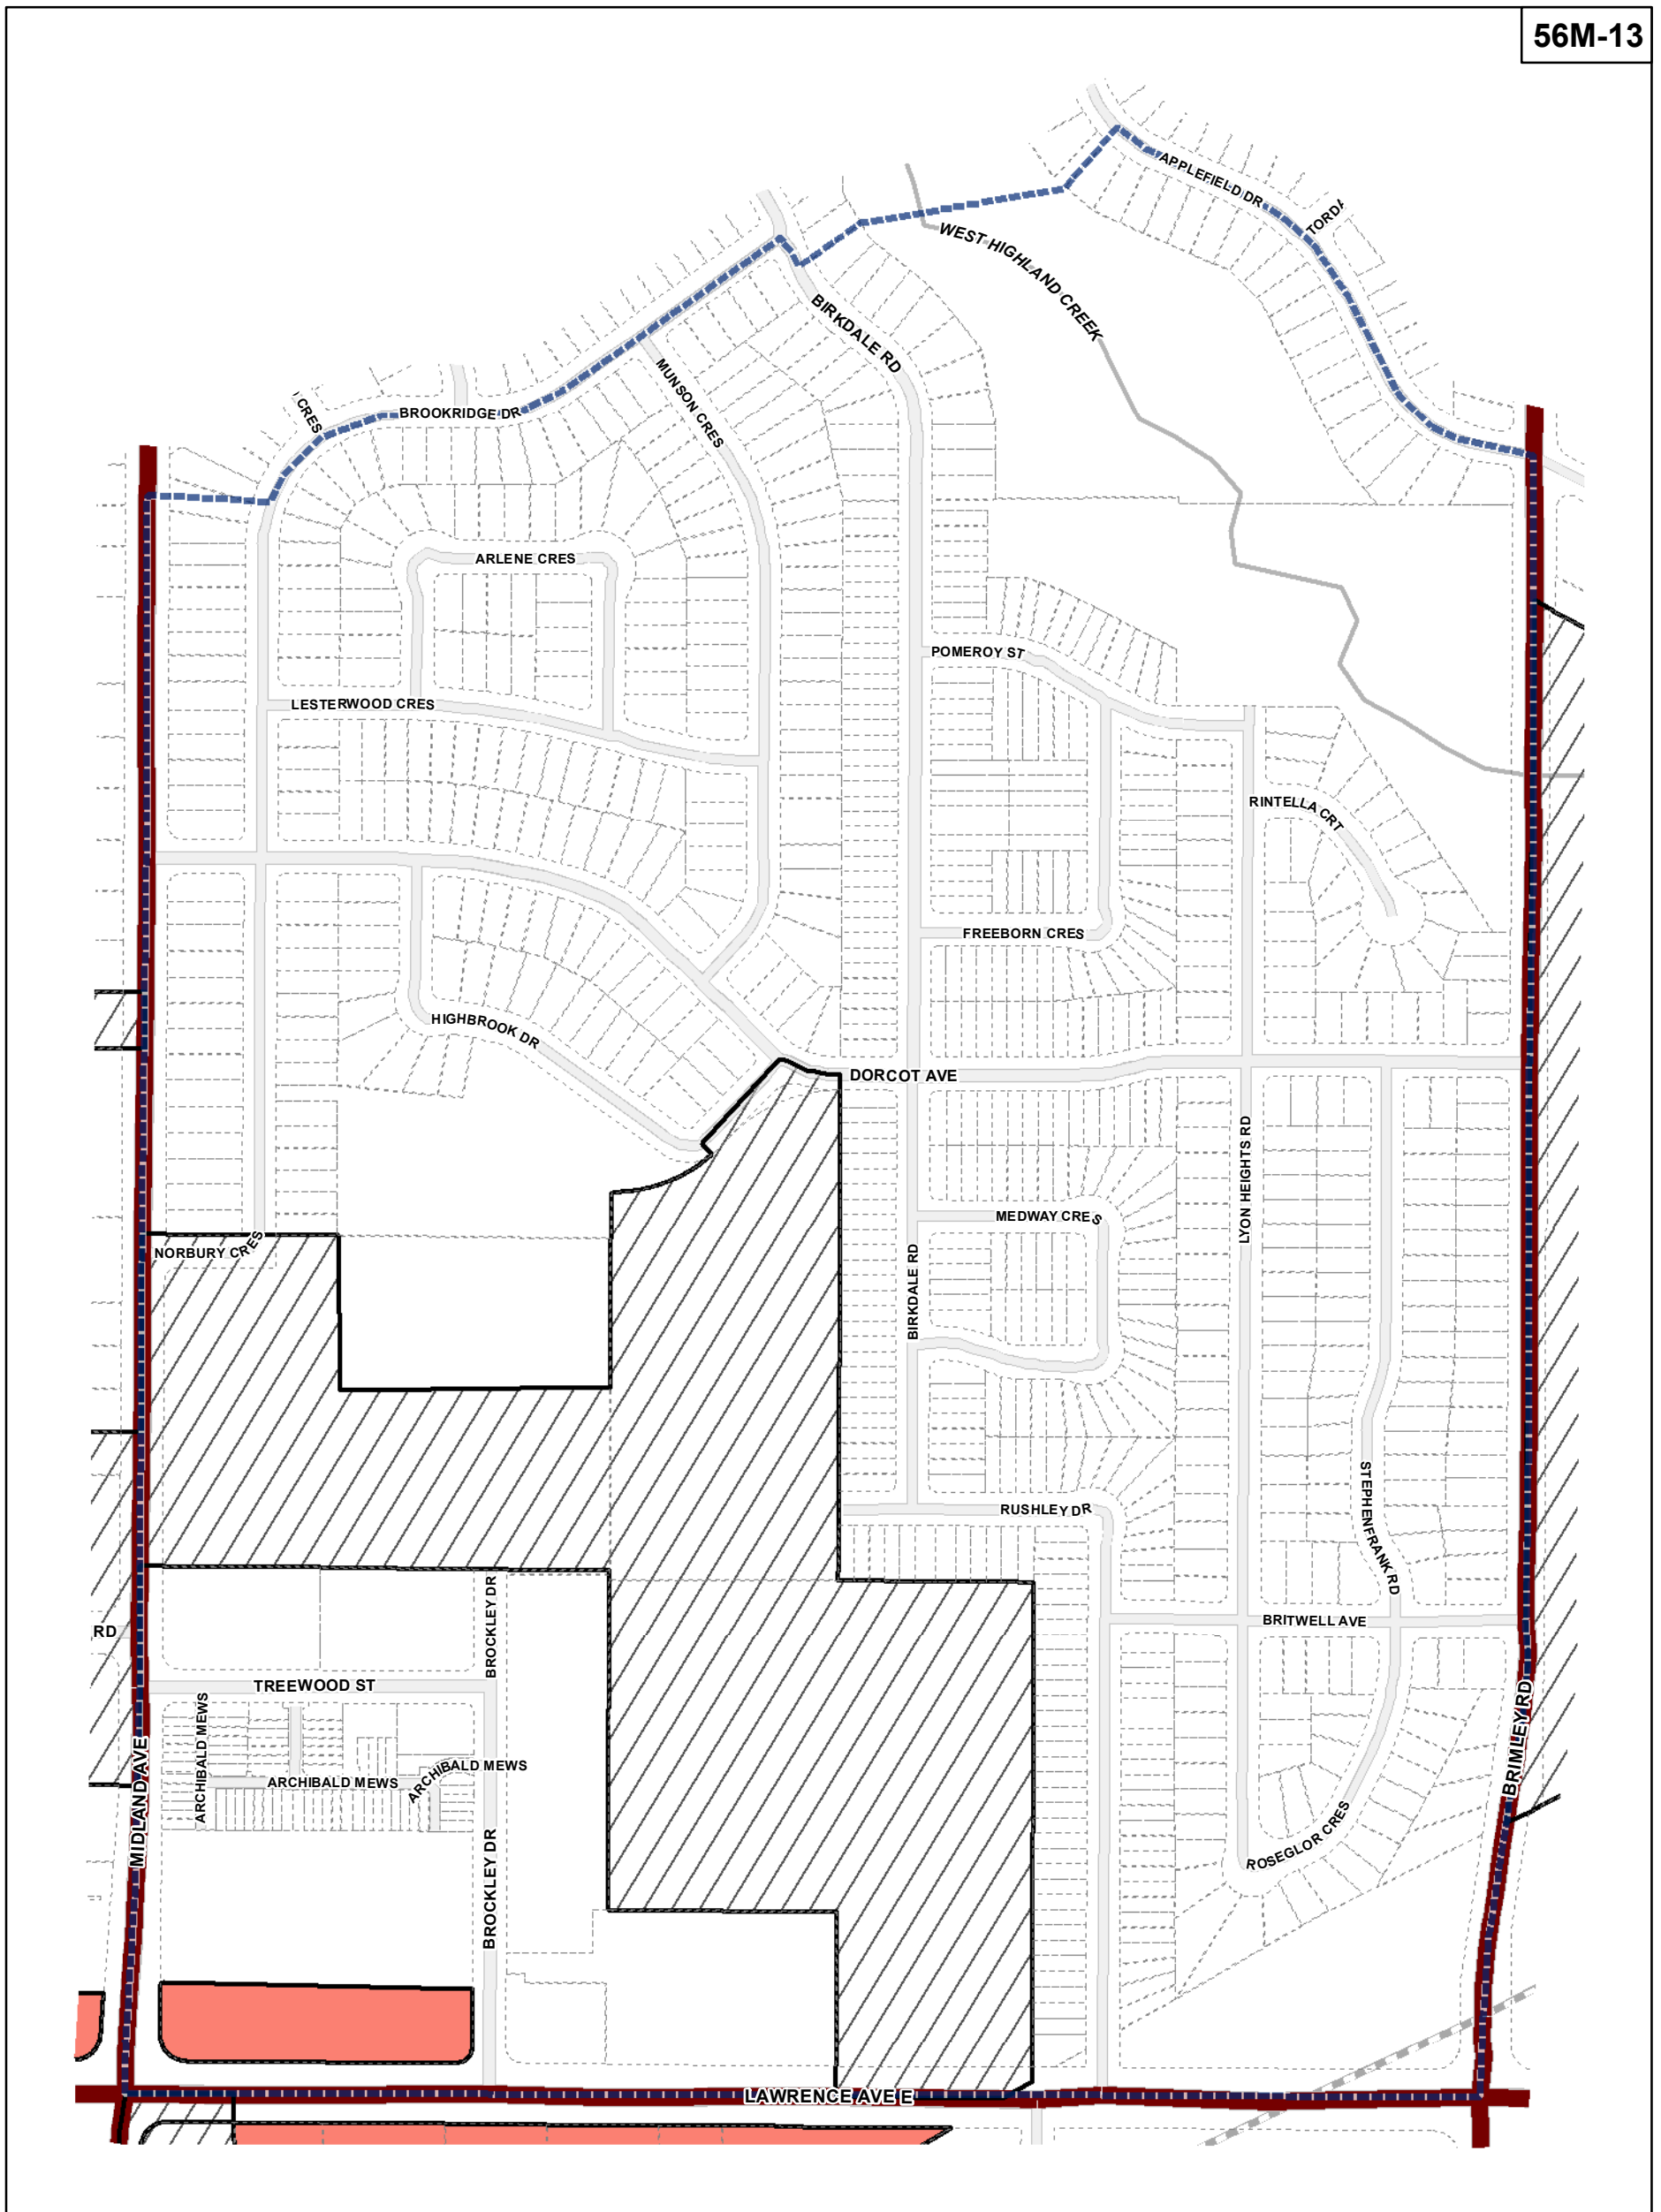 56M-13
APPLEFIELD DR
TORDA
WEST HIGHLAND CREEK
BIRKDALE RD
MUNSON CRES
CRES
BROOKRIDGE DR
ARLENE CRES
POMEROY ST
LESTERWOOD CRES
RINTELLA CRT
FREEBORN CRES
HIGHBROOK DR
DORCOT AVE
LYON HEIGHTS RD
MEDWAY CRES
NORBURY CRES
BIRKDALE RD
STEPHENFRANK RD
RUSHLEY DR
BROCKLEY DR
BRITWELL AVE
RD
TREEWOOD ST
ARCHIBALD MEWS
BRIMLEY RD
MIDLAND AVE
ARCHIBALD MEWS
ARCHIBALD MEWS
ROSEGLOR CRES
BROCKLEY DR
LAWRENCE AVE E